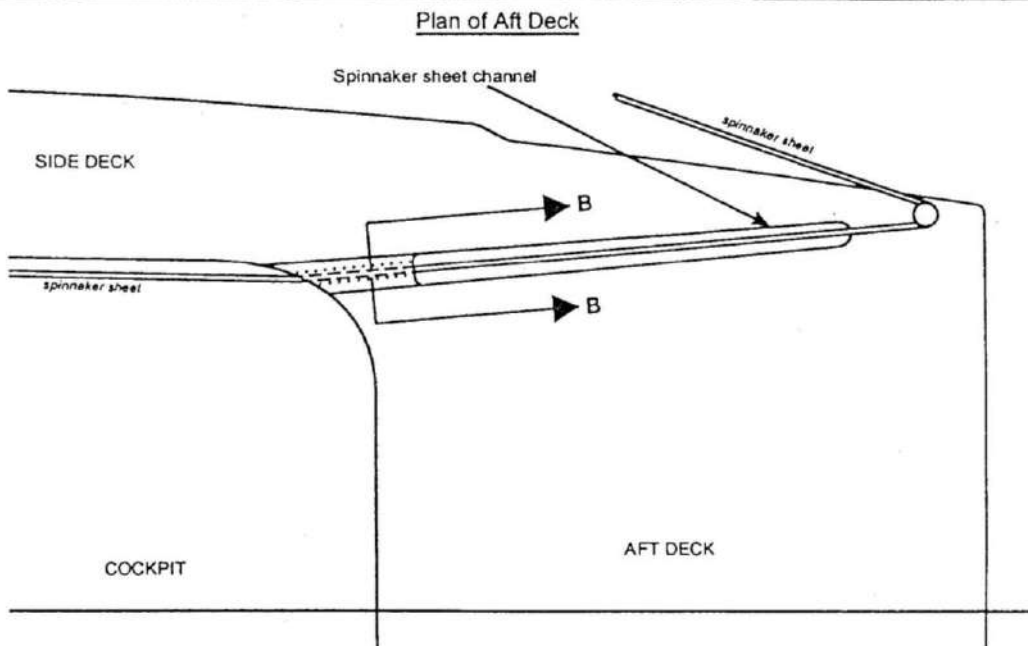 Plan of Aft Deck
Spinnaker sheet channel
spinnaker sheet
SIDE DECK
B
spinnaker sheet
B
AFT DECK
COCKPIT